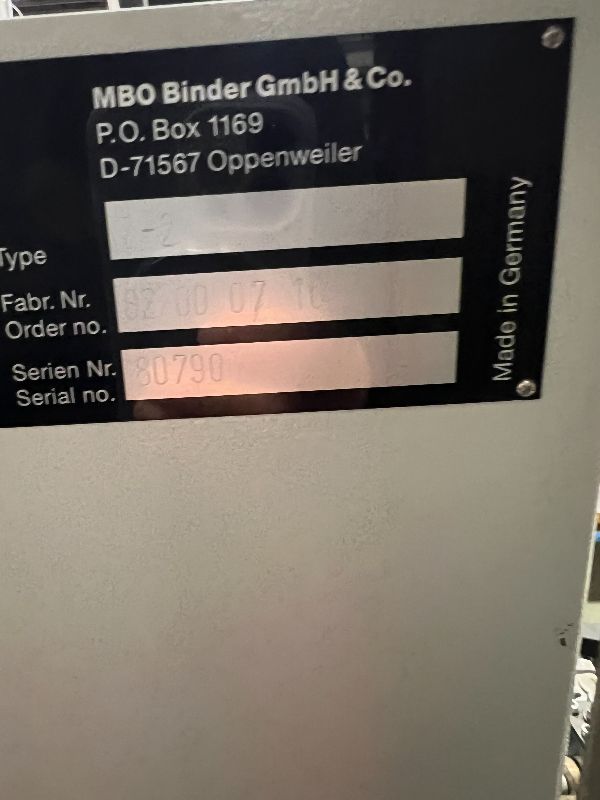 MBO Binder GmbH & Co.
P.O. Box 1169
D-71567 Oppenweiler
Type
Fabr. Nr.
Order no.
Serien Nr. 80790
Serial no.
Made in Germany